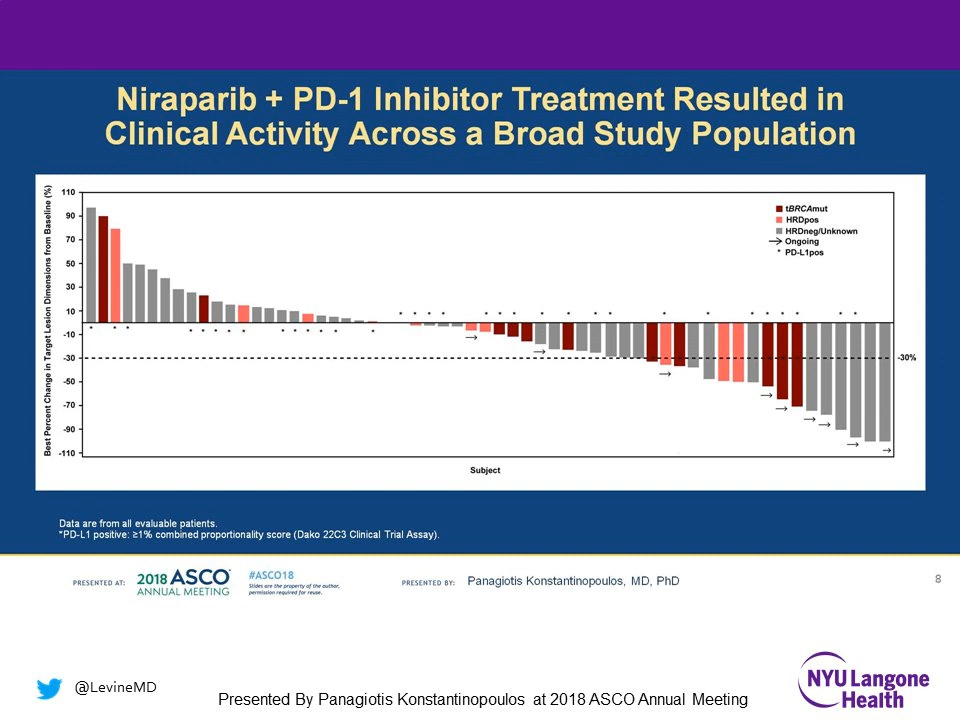 Niraparib + PD-1 Inhibitor Treatment Resulted in
Clinical Activity Across a Broad Study Population
Best Percent Change in Target Lesion Dimensions from Baseline (%)
110
90
70
50
30
10
-10
-30
-50
-70
-90
-110
tBRCAmut
HRDpos
HRDneg/Unknown
Ongoing
* PD-L1pos
-30%
Subject
Data are from all evaluable patients.
*PD-L1 positive: ≥1% combined proportionality score (Dako 22C3 Clinical Trial Assay).
PRESENTED AT:
2018 ASCO
ANNUAL MEETING
#ASCO18
Slides are the property of the author,
permission required for reuse.
PRESENTED BY:
Panagiotis Konstantinopoulos, MD, PhD
8
@LevineMD
Presented By Panagiotis Konstantinopoulos at 2018 ASCO Annual Meeting
NYU Langone
Health